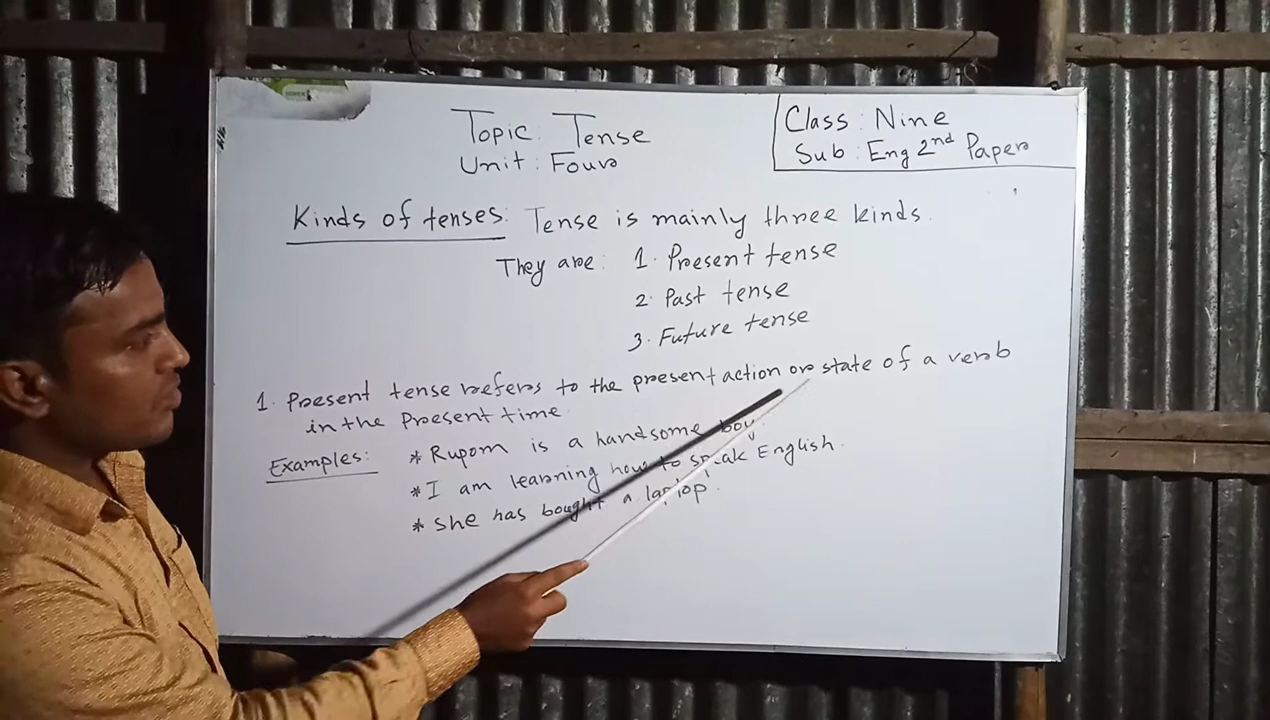 Topic: Tense
Unit: Four
Class: Nine
Sub: Eng 2nd Paper
Kinds of tenses: Tense is mainly three kinds.
They are: 1. Present tense
2. Past tense
3. Future tense
1. Present tense refers to the present action or state of a verb
in the present time.
Examples: * Rupom is a handsome boy.
* I am learning how to speak English.
* She has bought a laptop.